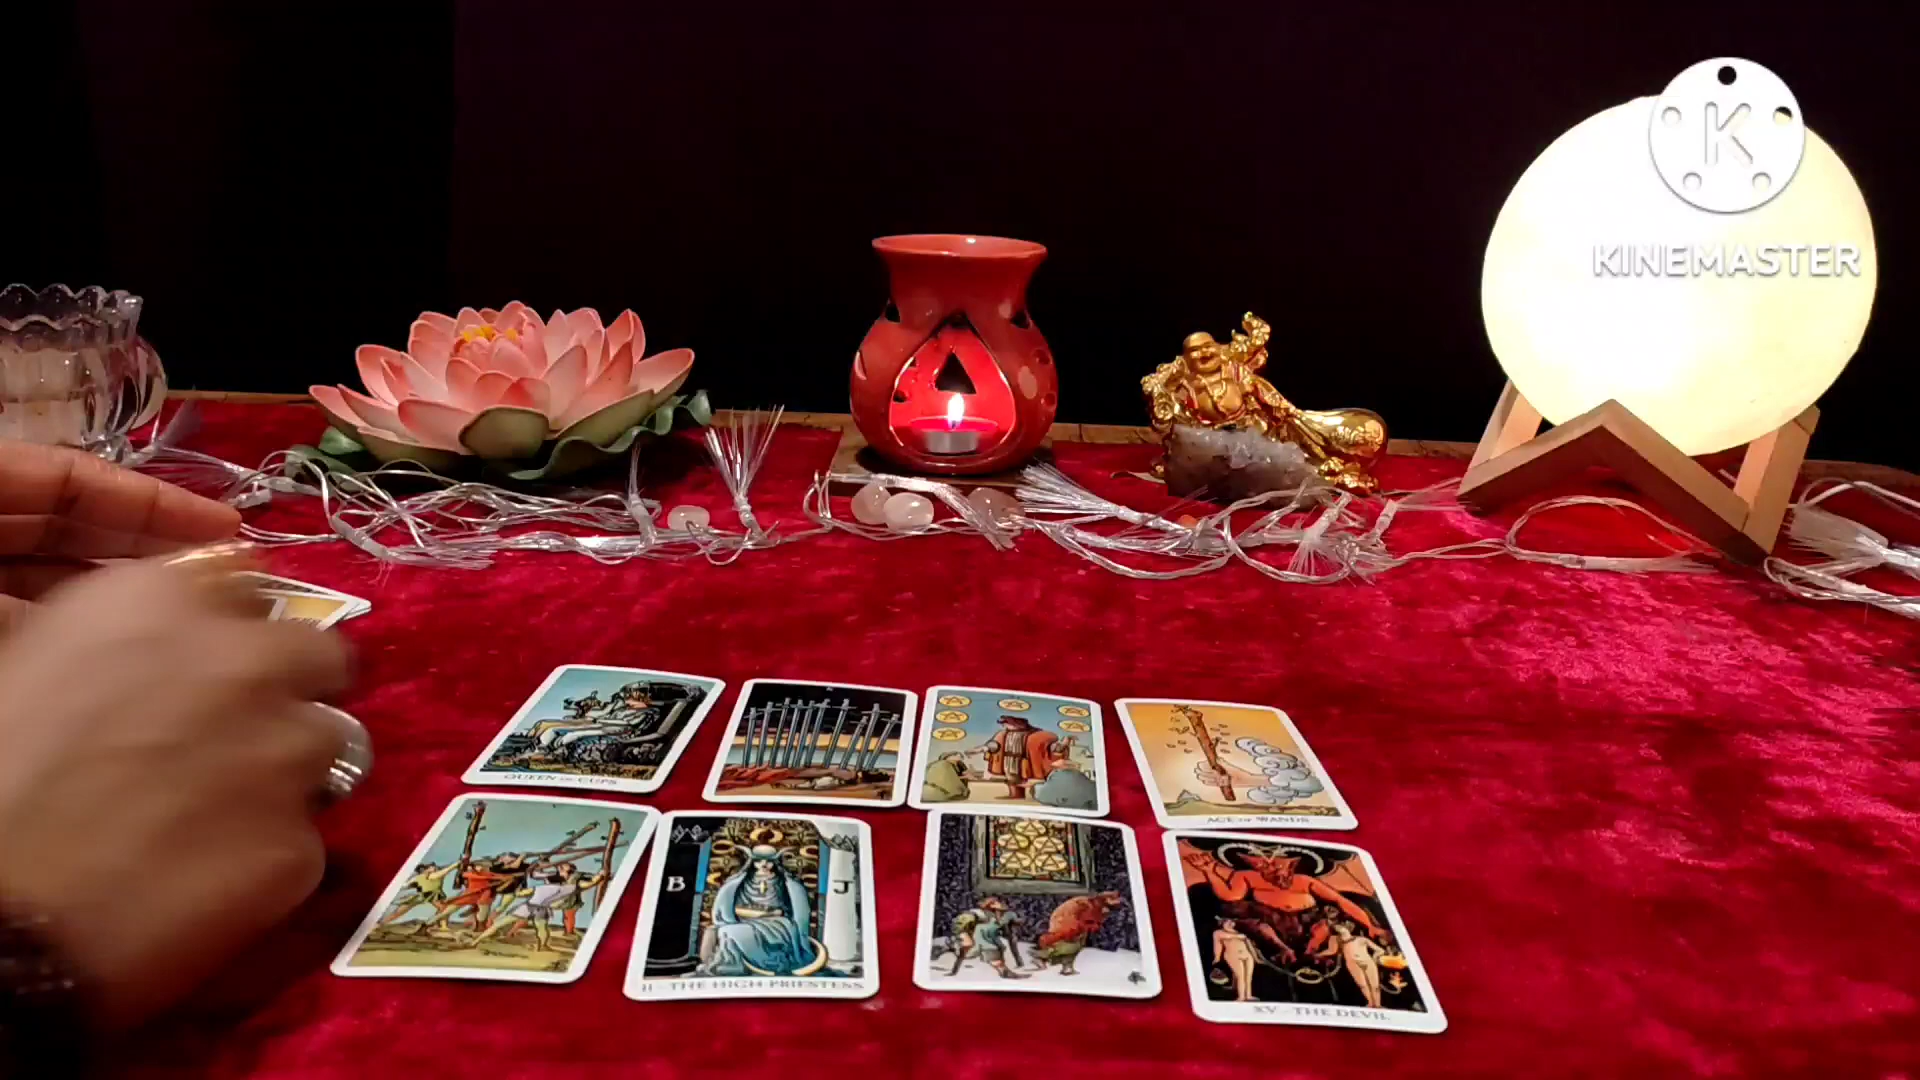 K
KINEMASTER
QUEEN OF CUPS
ACE OF WANDS
B
J
II - THE HIGH PRIESTESS
XV - THE DEVIL